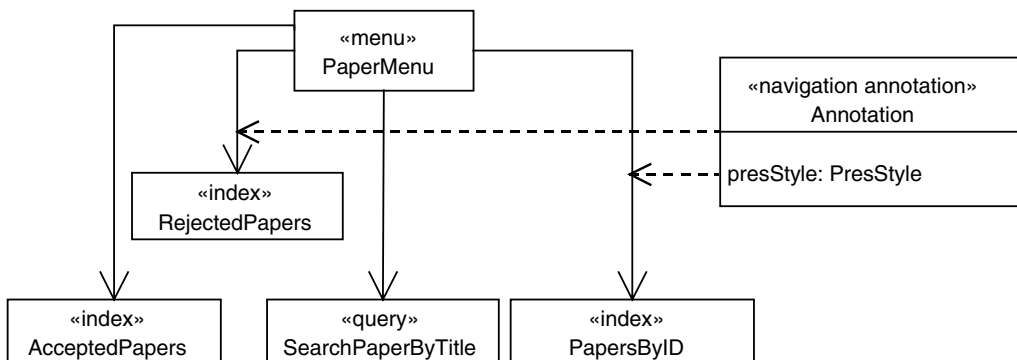 «menu»
PaperMenu
«navigation annotation»
Annotation
presStyle: PresStyle
«index»
RejectedPapers
«index»
AcceptedPapers
«query»
SearchPaperByTitle
«index»
PapersByID